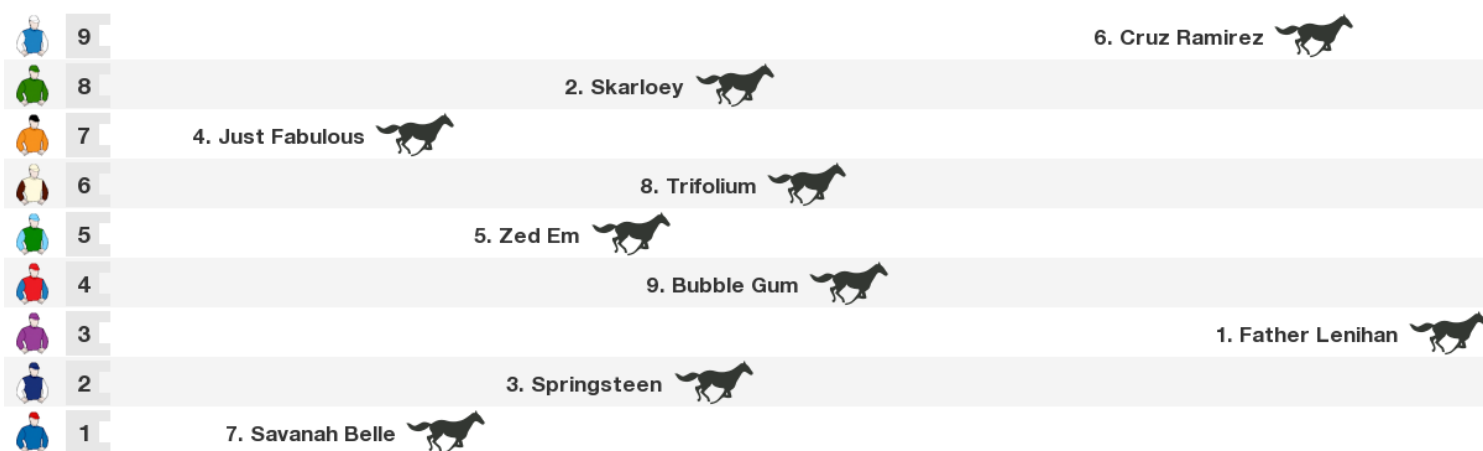 9 6. Cruz Ramirez
8 2. Skarloey
7 4. Just Fabulous
6 8. Trifolium
5 5. Zed Em
4 9. Bubble Gum
3 1. Father Lenihan
2 3. Springsteen
1 7. Savanah Belle